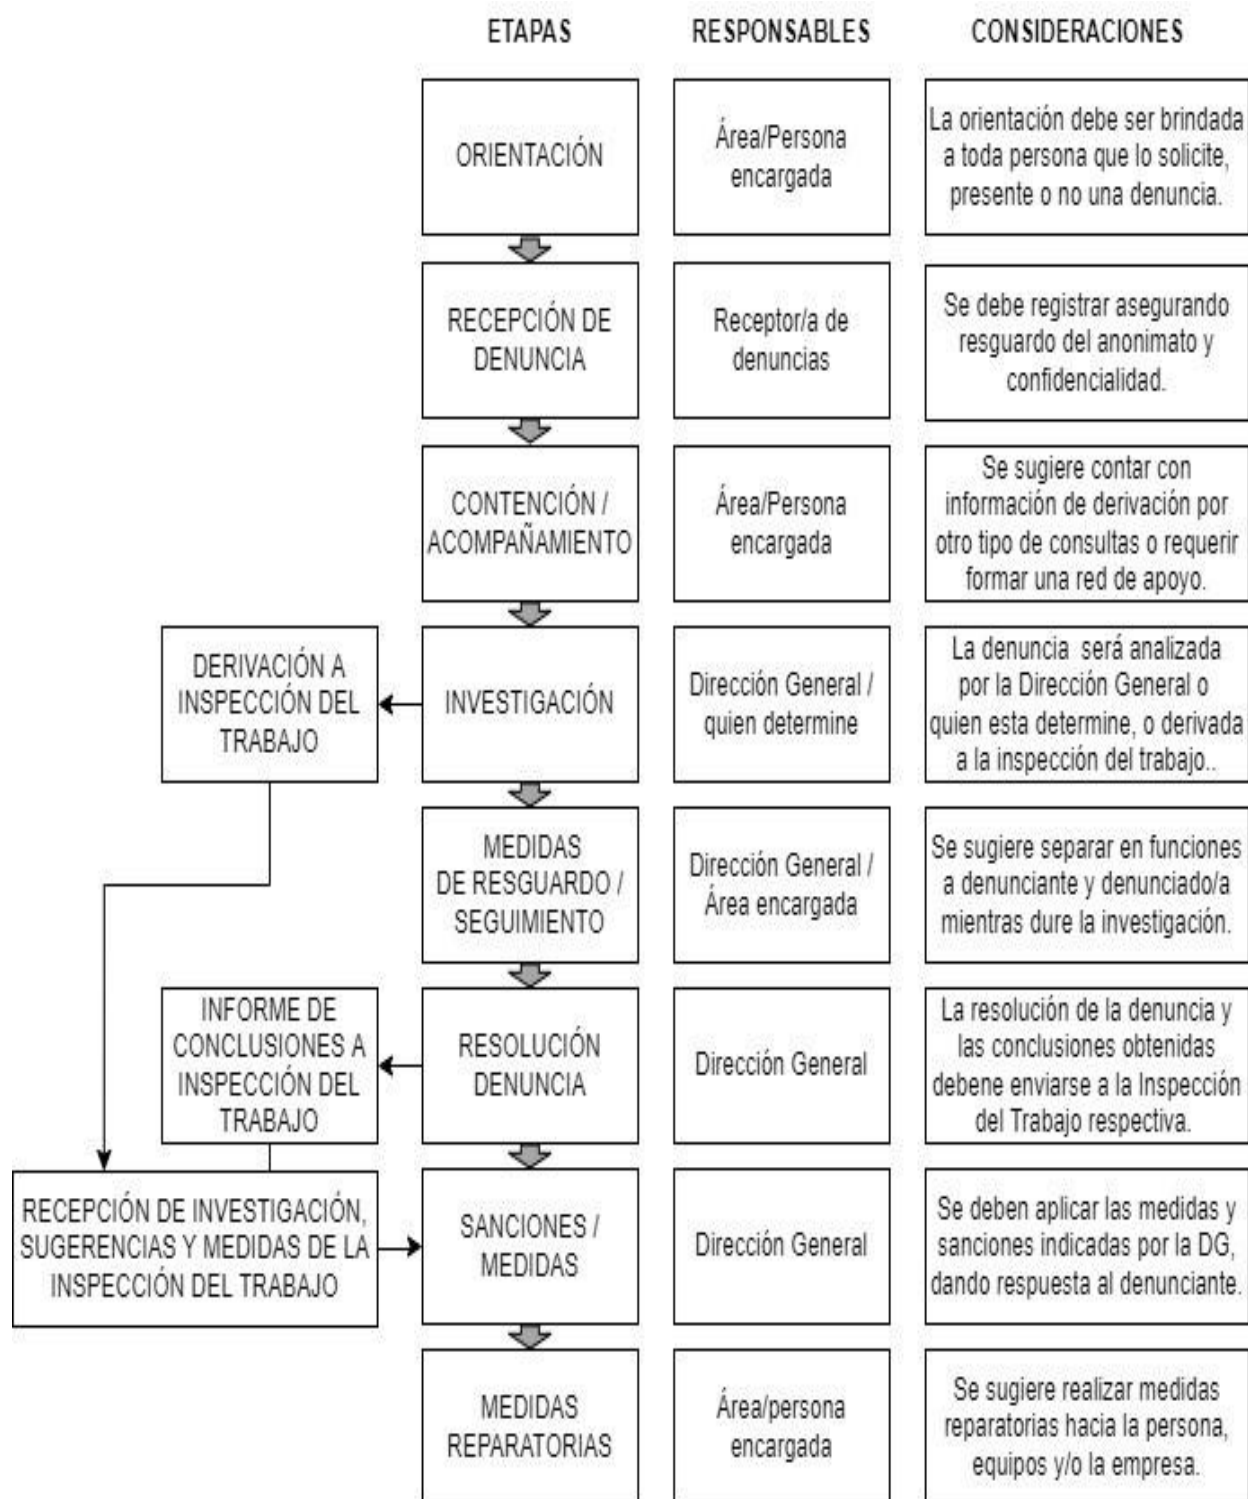 ETAPAS
RESPONSABLES
CONSIDERACIONES
ORIENTACIÓN
Área/Persona
encargada
La orientación debe ser brindada
a toda persona que lo solicite,
presente o no una denuncia.
RECEPCIÓN DE
DENUNCIA
Receptor/a de
denuncias
Se debe registrar asegurando
resguardo del anonimato y
confidencialidad.
CONTENCIÓN /
ACOMPAÑAMIENTO
Área/Persona
encargada
Se sugiere contar con
información de derivación por
otro tipo de consultas o requerir
formar una red de apoyo.
DERIVACIÓN A
INSPECCIÓN DEL
TRABAJO
INVESTIGACIÓN
Dirección General /
quien determine
La denuncia será analizada
por la Dirección General o
quien esta determine, o derivada
a la inspección del trabajo..
MEDIDAS
DE RESGUARDO /
SEGUIMIENTO
Dirección General /
Área encargada
Se sugiere separar en funciones
a denunciante y denunciado/a
mientras dure la investigación.
INFORME DE
CONCLUSIONES A
INSPECCIÓN DEL
TRABAJO
RESOLUCIÓN
DENUNCIA
Dirección General
La resolución de la denuncia y
las conclusiones obtenidas
debene enviarse a la Inspección
del Trabajo respectiva.
RECEPCIÓN DE INVESTIGACIÓN,
SUGERENCIAS Y MEDIDAS DE LA
INSPECCIÓN DEL TRABAJO
SANCIONES /
MEDIDAS
Dirección General
Se deben aplicar las medidas y
sanciones indicadas por la DG,
dando respuesta al denunciante.
MEDIDAS
REPARATORIAS
Área/persona
encargada
Se sugiere realizar medidas
reparatorias hacia la persona,
equipos y/o la empresa.